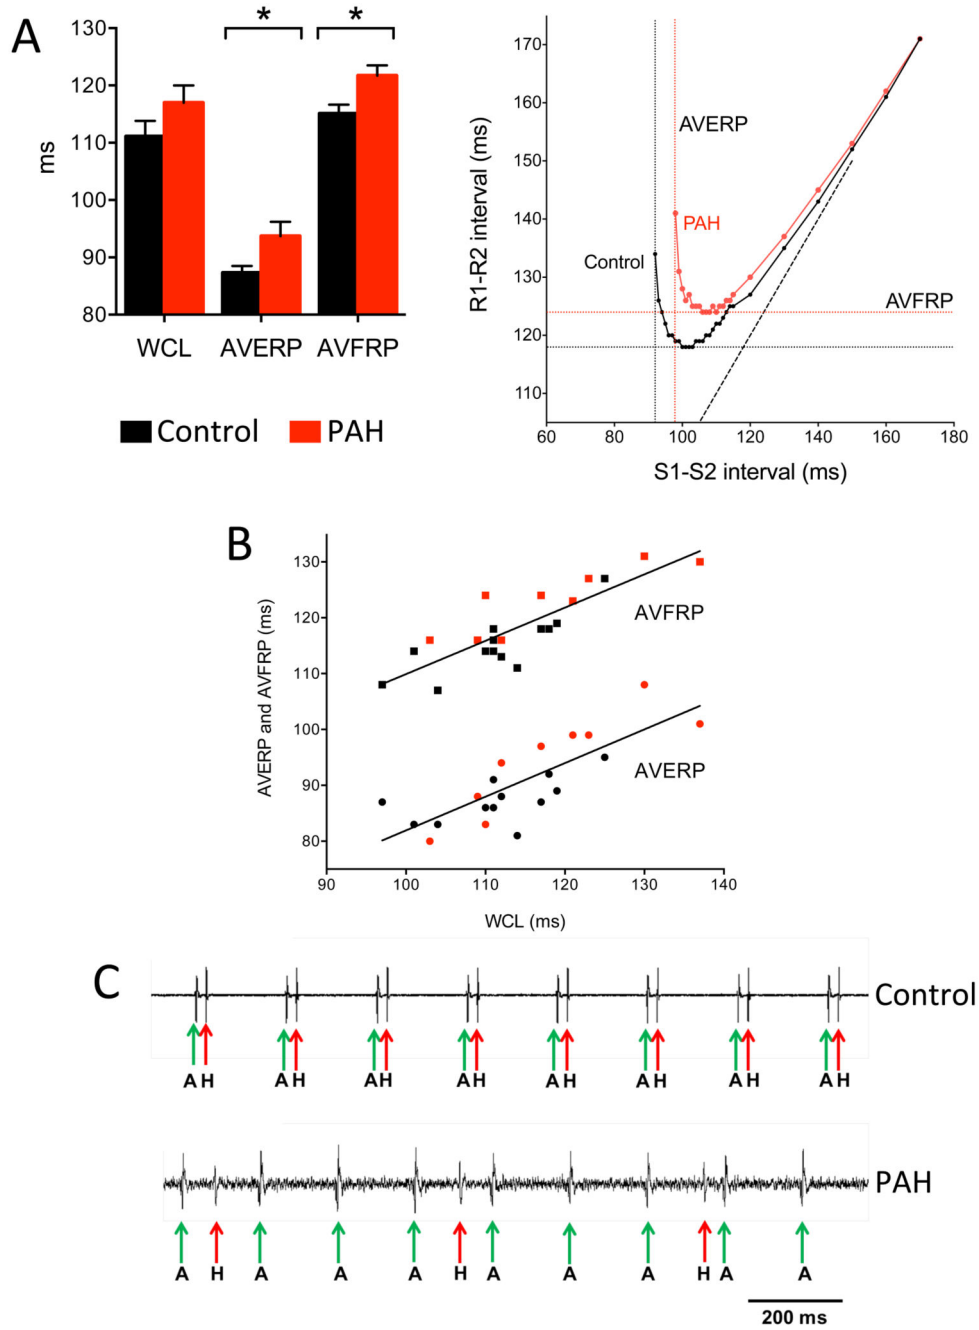 A
130
120
110
100
90
80
ms
* *
WCL AVERP AVFRP
Control PAH
170
160
150
140
130
120
110
R1-R2 interval (ms)
AVERP
PAH
Control
AVFRP
60 80 100 120 140 160 180
S1-S2 interval (ms)
B
130
120
110
100
90
80
AVERP and AVFRP (ms)
AVFRP
AVERP
90 100 110 120 130 140
WCL (ms)
C
Control
A H A H A H A H A H A H A H A H
PAH
A H A A A H A A A H A A
200 ms